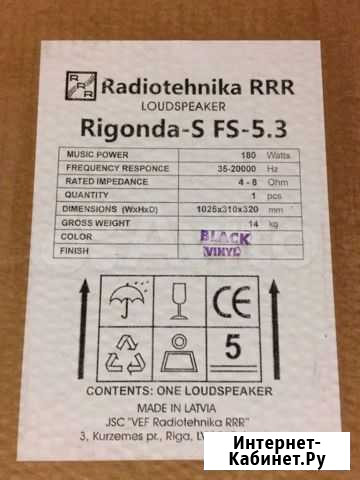 RRR Radiotehnika RRR
LOUDSPEAKER
Rigonda-S FS-5.3
MUSIC POWER 180 Watts
FREQUENCY RESPONCE 35-20000 Hz
RATED IMPEDANCE 4 - 8 Ohm
QUANTITY 1 pcs
DIMENSIONS (WxHxD) 1025x310x320 mm
GROSS WEIGHT 14 kg
COLOR BLACK
FINISH (VINYL)
CE
5
CONTENTS: ONE LOUDSPEAKER
MADE IN LATVIA
JSC "VEF Radiotehnika RRR"
3, Kurzemes pr., Riga,
Интернет-
Кабинет.Ру